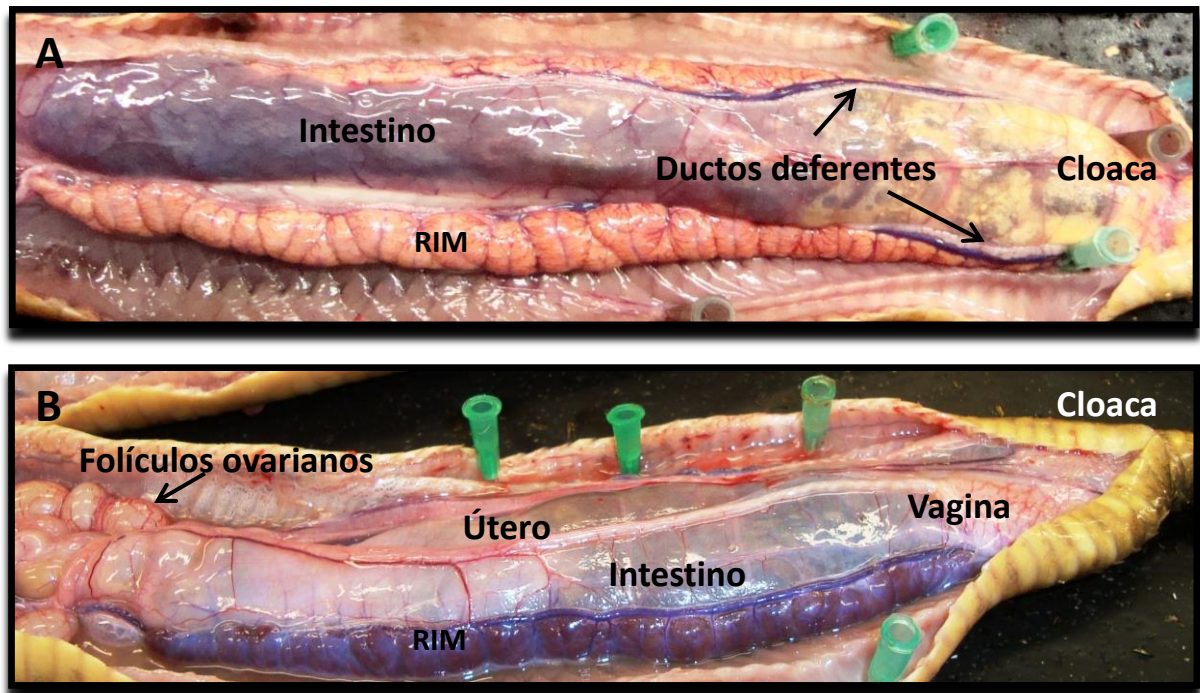 A
Intestino
Ductos deferentes
Cloaca
RIM
B
Cloaca
Folículos ovarianos
Vagina
Útero
Intestino
RIM